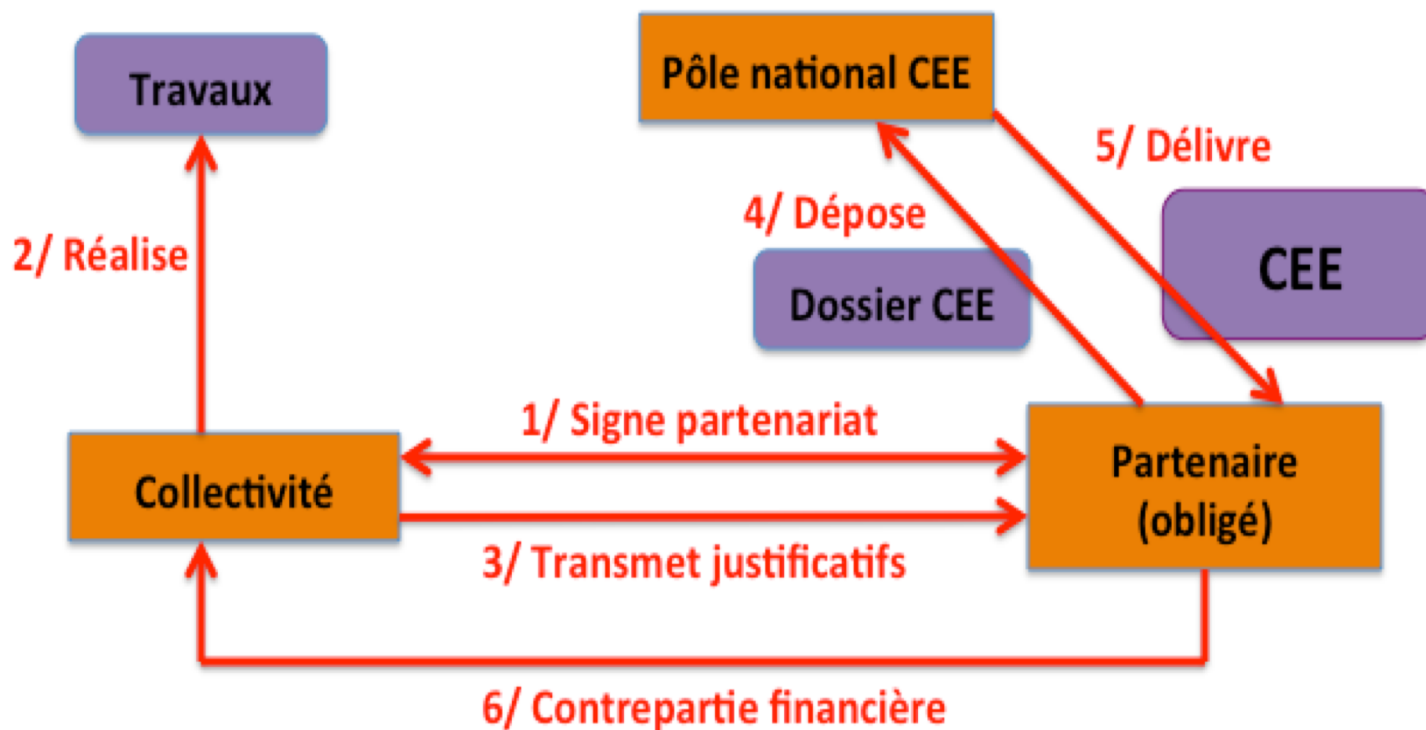 Travaux
Pôle national CEE
5/ Délivre
4/ Dépose
2/ Réalise
CEE
Dossier CEE
1/ Signe partenariat
Collectivité
Partenaire
(obligé)
3/ Transmet justificatifs
6/ Contrepartie financière